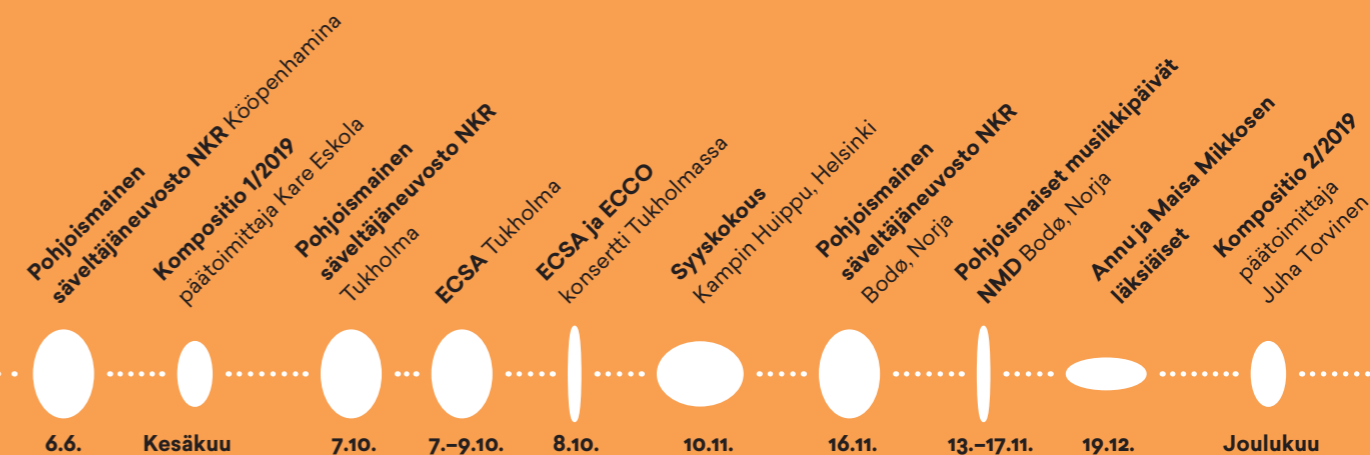 Pohjoismainen
säveltäjäneuvosto NKR Kööpenhamina
6.6.
Kompositio 1/2019
päätoimittaja Kare Eskola
Kesäkuu
Pohjoismainen
säveltäjäneuvosto NKR
Tukholma
7.10.
ECSA Tukholma
7.–9.10.
ECSA ja ECCO
konsertti Tukholmassa
8.10.
Syyskokous
Kampin Huippu, Helsinki
10.11.
Pohjoismainen
säveltäjäneuvosto NKR
Bodø, Norja
16.11.
Pohjoismaiset musiikkipäivät
NMD Bodø, Norja
13.–17.11.
Annu ja Maisa Mikkosen
läksiäiset
19.12.
Kompositio 2/2019
päätoimittaja
Juha Torvinen
Joulukuu